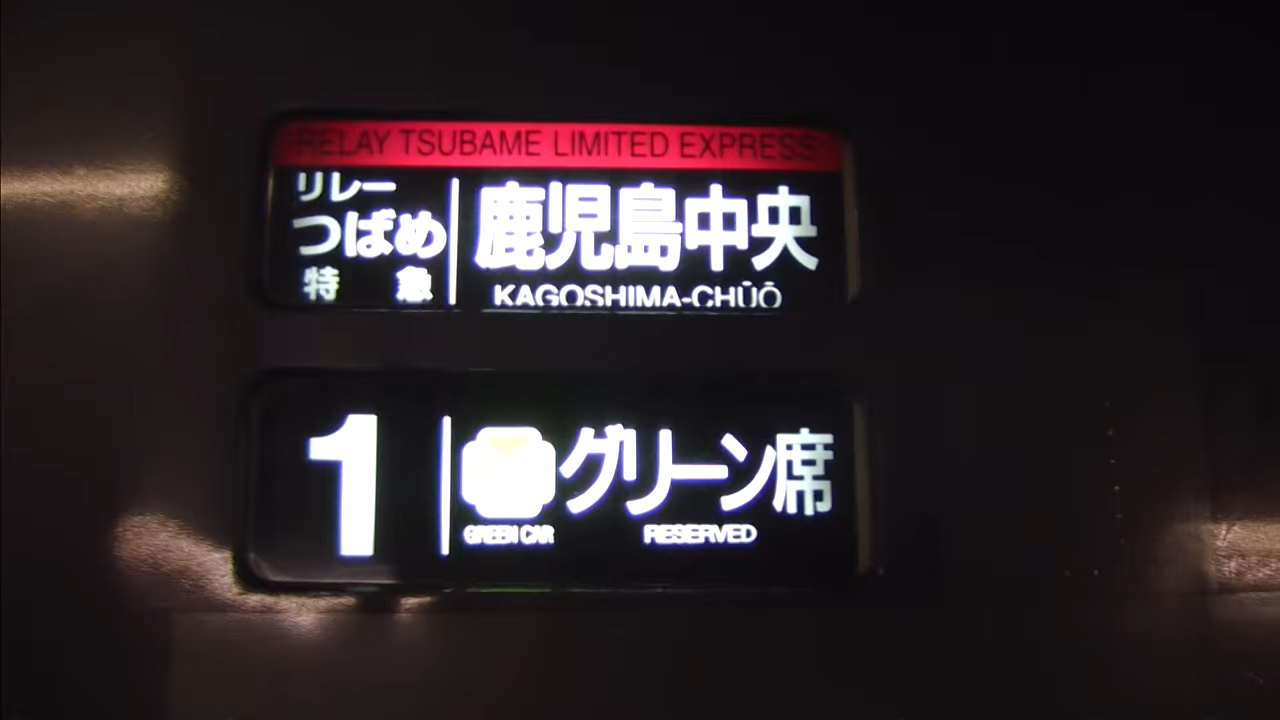 RELAY TSUBAME LIMITED EXPRESS
リレー
つばめ
特 急
鹿児島中央
KAGOSHIMA-CHŪŌ
1
グリーン席
GREEN CAR
RESERVED